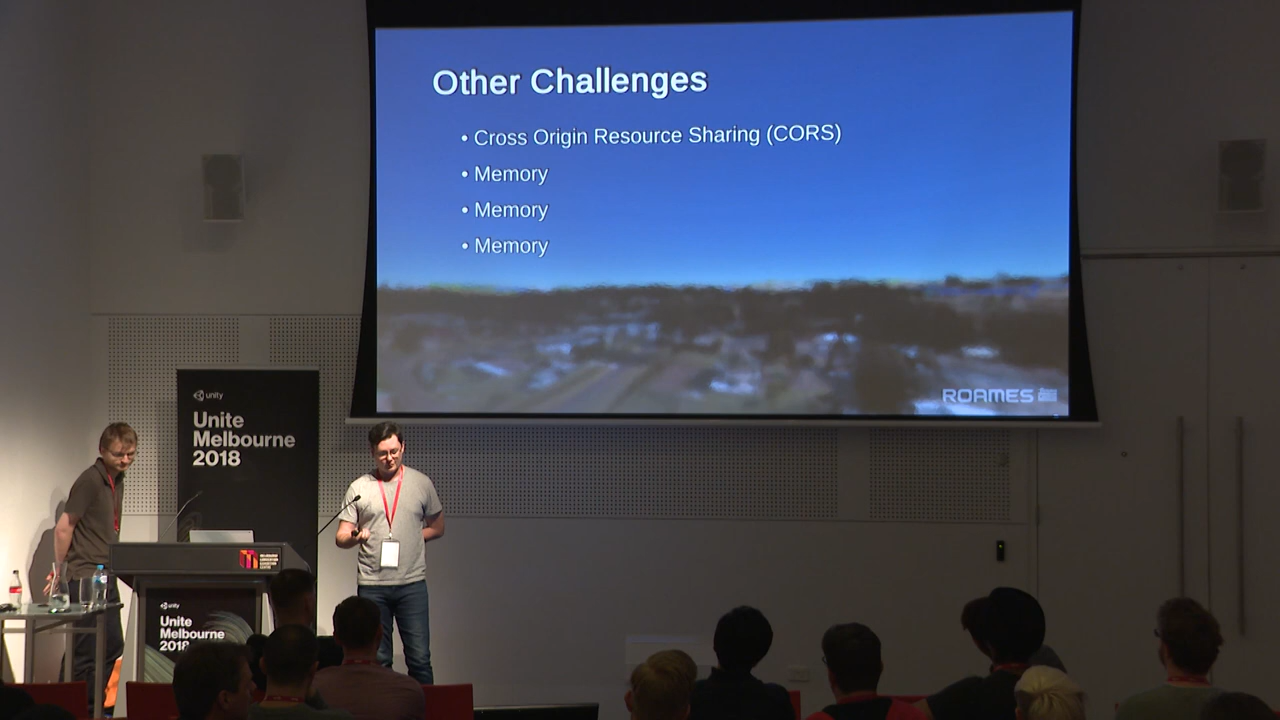 Other Challenges
• Cross Origin Resource Sharing (CORS)
• Memory
• Memory
• Memory
ROAMES
unity
Unite
Melbourne
2018
unity
Unite
Melbourne
2018